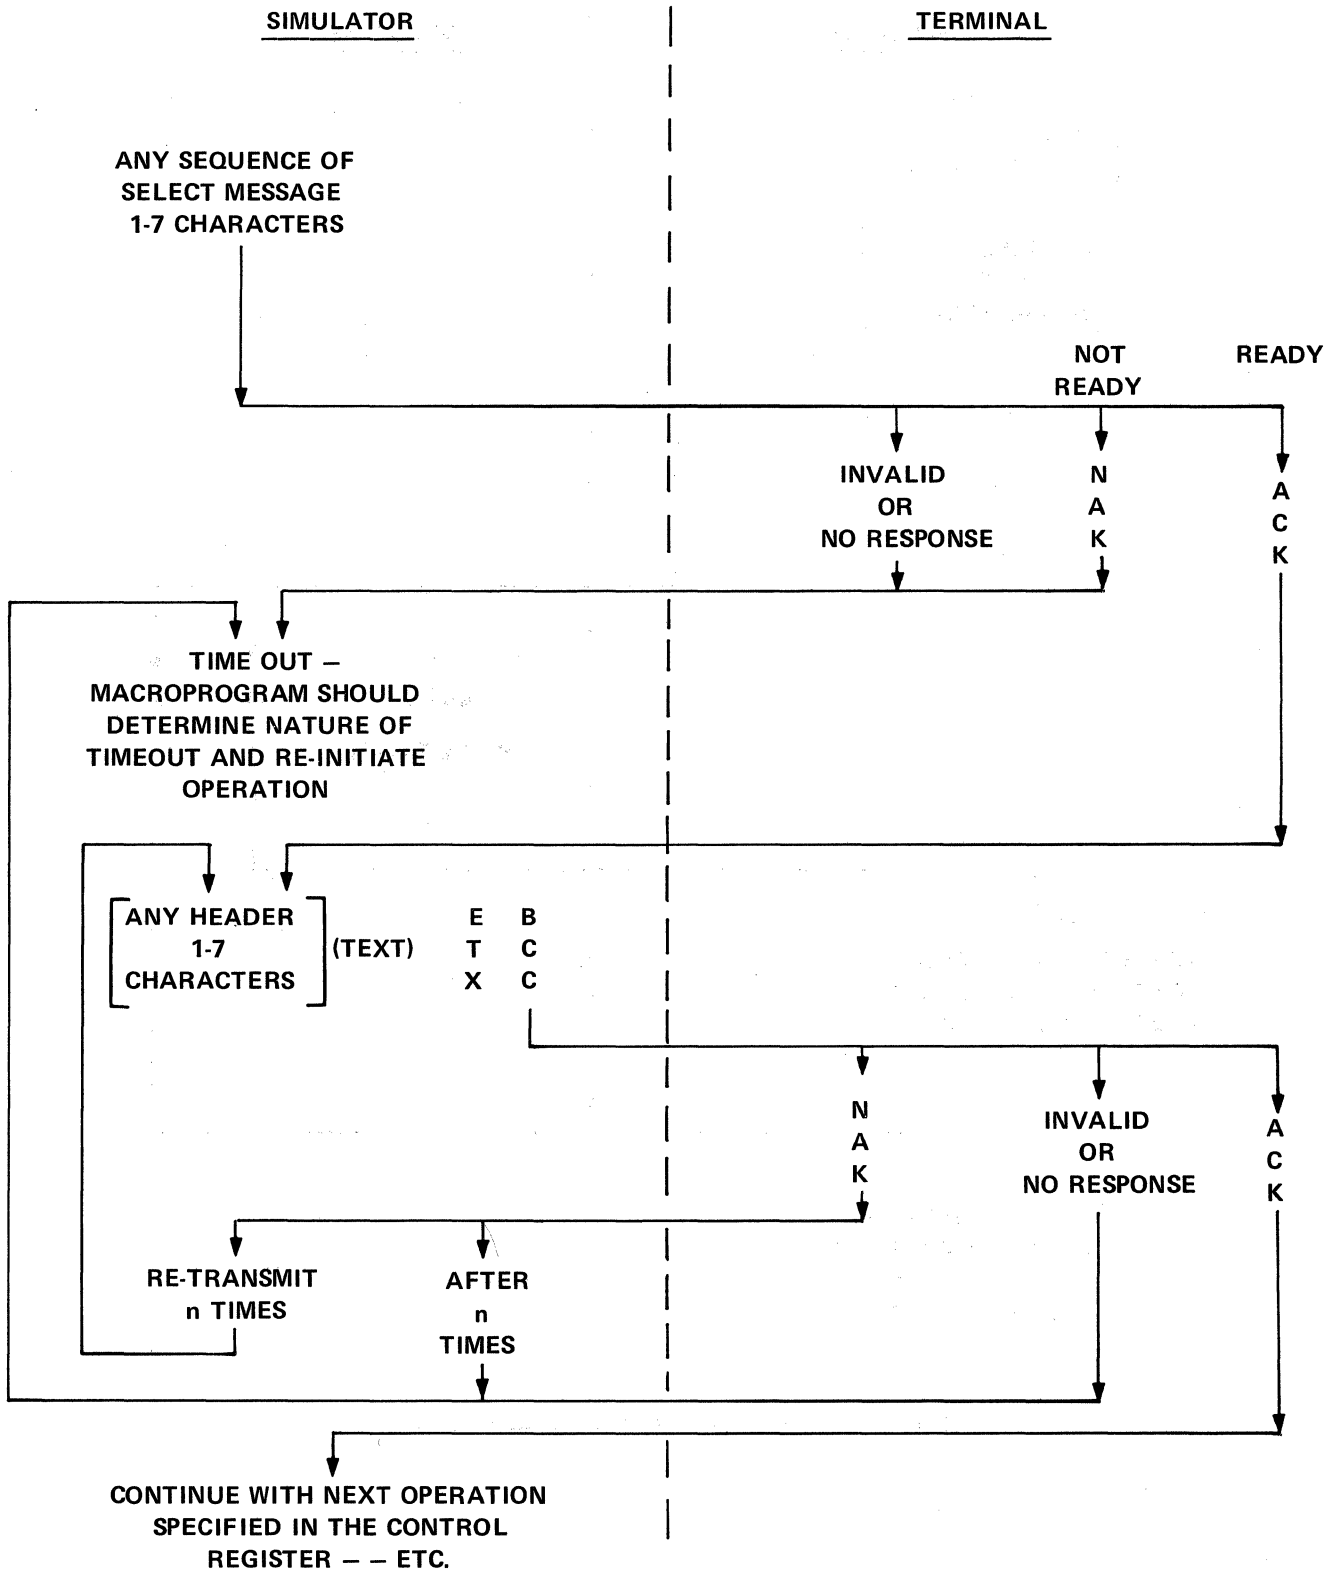 SIMULATOR
TERMINAL
ANY SEQUENCE OF
SELECT MESSAGE
1-7 CHARACTERS
NOT
READY
READY
INVALID
OR
NO RESPONSE
N
A
K
A
C
K
TIME OUT —
MACROPROGRAM SHOULD
DETERMINE NATURE OF
TIMEOUT AND RE-INITIATE
OPERATION
ANY HEADER
1-7
CHARACTERS
(TEXT)
E
T
X
B
C
C
N
A
K
INVALID
OR
NO RESPONSE
A
C
K
RE-TRANSMIT
n TIMES
AFTER
n
TIMES
CONTINUE WITH NEXT OPERATION
SPECIFIED IN THE CONTROL
REGISTER — — ETC.